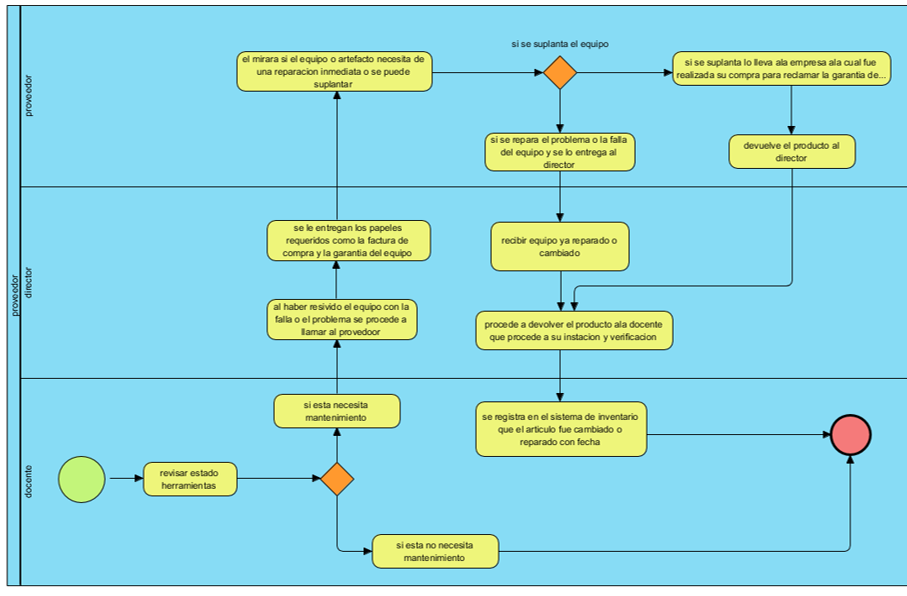 proveedor
proveedor
director
docente
el mirara si el equipo o artefacto necesita de
una reparacion inmediata o se puede
suplantar
si se suplanta el equipo
si se suplanta lo lleva ala empresa ala cual fue
realizada su compra para reclamar la garantia de...
si se repara el problema o la falla
del equipo y se lo entrega al
director
devuelve el producto al
director
se le entregan los papeles
requeridos como la factura de
compra y la garantia del equipo
recibir equipo ya reparado o
cambiado
al haber resivido el equipo con la
falla o el problema se procede a
llamar al provedoor
procede a devolver el producto ala docente
que procede a su instacion y verificacion
si esta necesita
mantenimiento
se registra en el sistema de inventario
que el articulo fue cambiado o
reparado con fecha
revisar estado
herramientas
si esta no necesita
mantenimiento